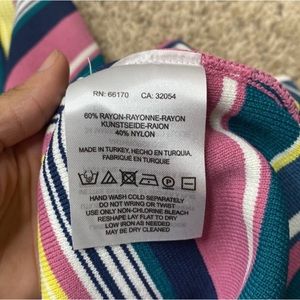 RN: 66170 CA: 32054
60% RAYON-RAYONNE-RAYON
KUNSTSEIDE-RAION
40% NYLON
MADE IN TURKEY, HECHO EN TURQUIA,
FABRIQUÉ EN TURQUIE
HAND WASH COLD SEPARATELY
DO NOT WRING OR TWIST
USE ONLY NON-CHLORINE BLEACH
RESHAPE LAY FLAT TO DRY
LOW IRON AS NEEDED
MAY BE DRY CLEANED